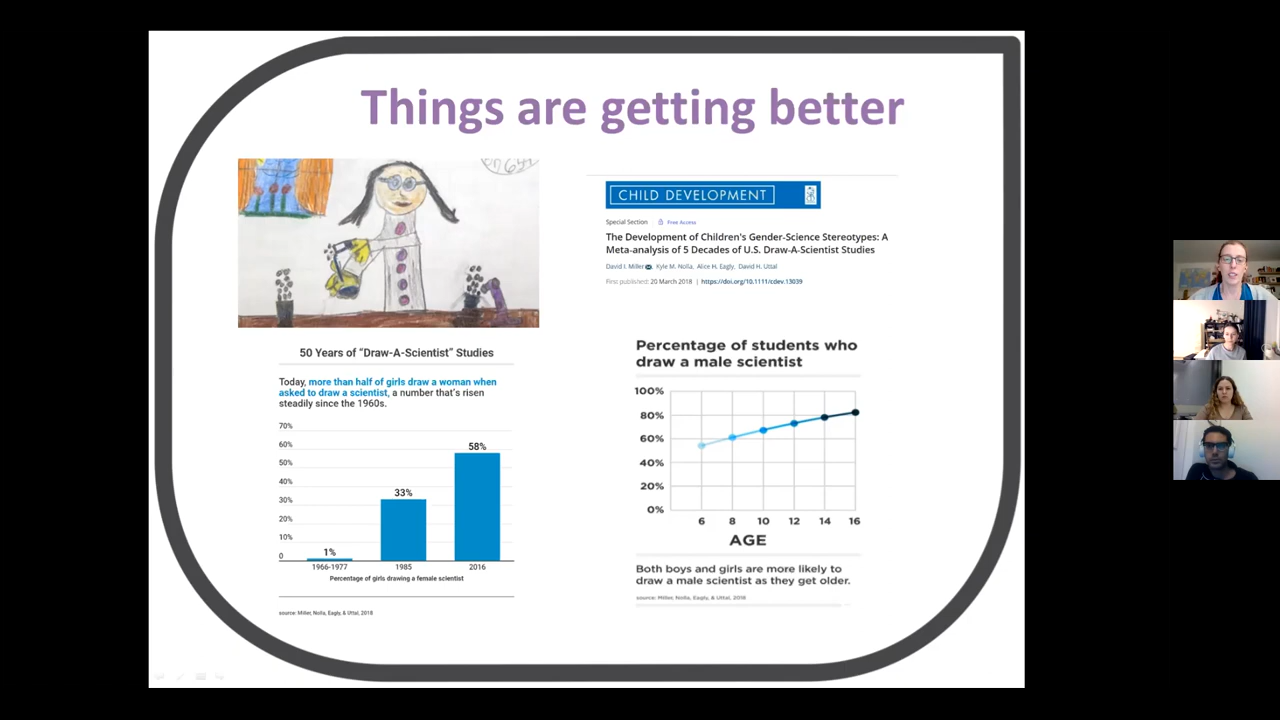 Things are getting better
CHILD DEVELOPMENT
Special Section Free Access
The Development of Children's Gender-Science Stereotypes: A
Meta-analysis of 5 Decades of U.S. Draw-A-Scientist Studies
David I. Miller, Kyle M. Nolla, Alice H. Eagly, David H. Uttal
First published: 20 March 2018 | https://doi.org/10.1111/cdev.13039
50 Years of "Draw-A-Scientist" Studies
Today, more than half of girls draw a woman when
asked to draw a scientist, a number that's risen
steadily since the 1960s.
70%
60%
50%
40%
30%
20%
10%
0
1%
33%
58%
1966-1977 1985 2016
Percentage of girls drawing a female scientist
source: Miller, Nolla, Eagly, & Uttal, 2018
Percentage of students who
draw a male scientist
100%
80%
60%
40%
20%
0%
6 8 10 12 14 16
AGE
Both boys and girls are more likely to
draw a male scientist as they get older.
source: Miller, Nolla, Eagly, & Uttal, 2018